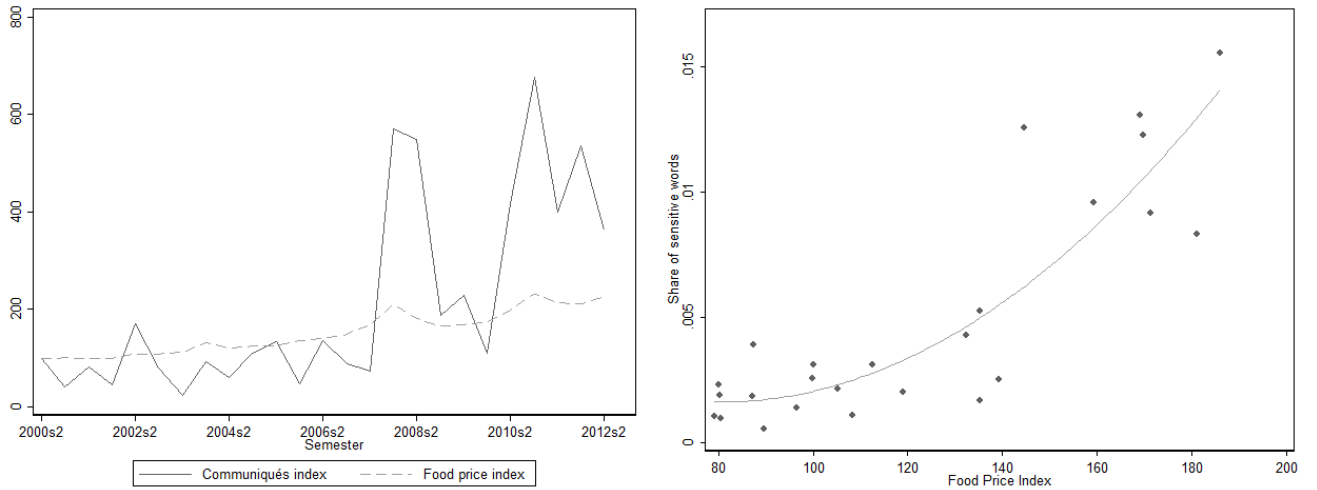 800
600
400
200
0
2000s2 2002s2 2004s2 2006s2 2008s2 2010s2 2012s2
Semester
Communiqués index Food price index
Share of sensitive words
.015
.01
.005
0
80 100 120 140 160 180 200
Food Price Index